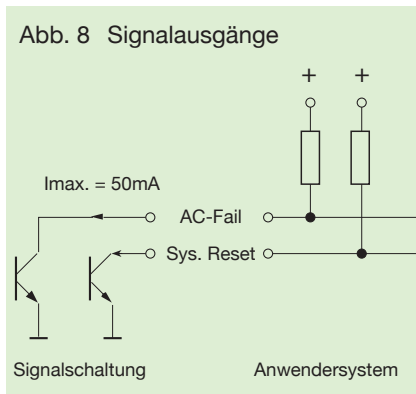 Abb. 8 Signalausgänge
+ +
Imax. = 50mA
AC-Fail
Sys. Reset
Signalschaltung Anwendersystem